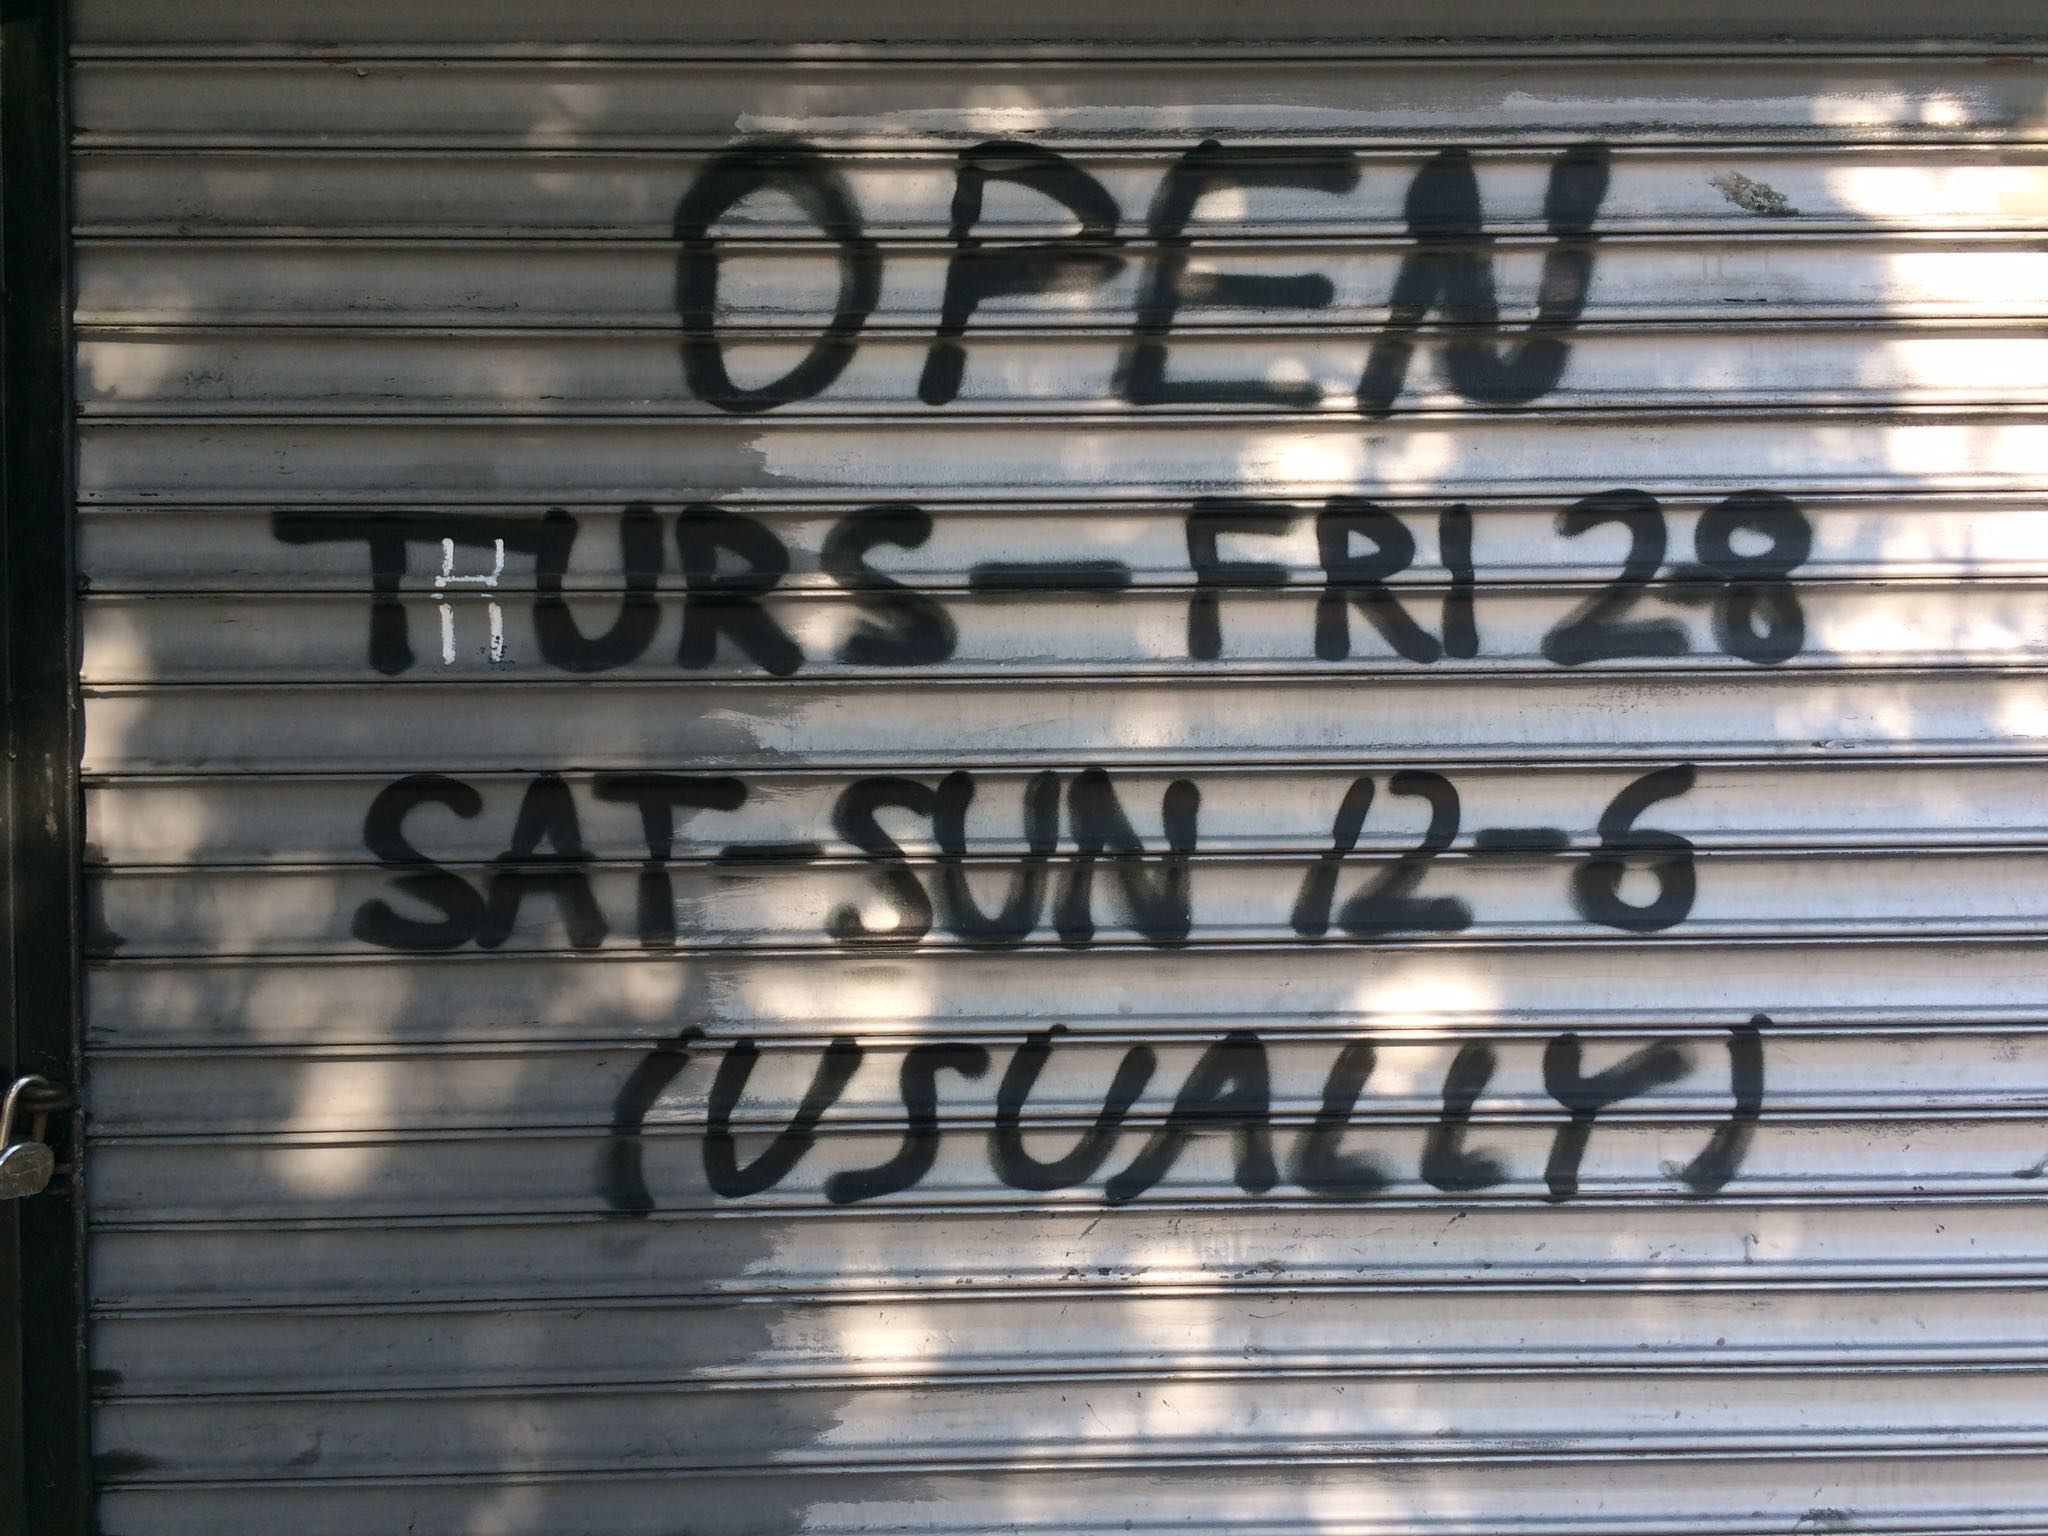 OPEN
THURS-FRI 2-8
SAT-SUN 12-6
(USUALLY)